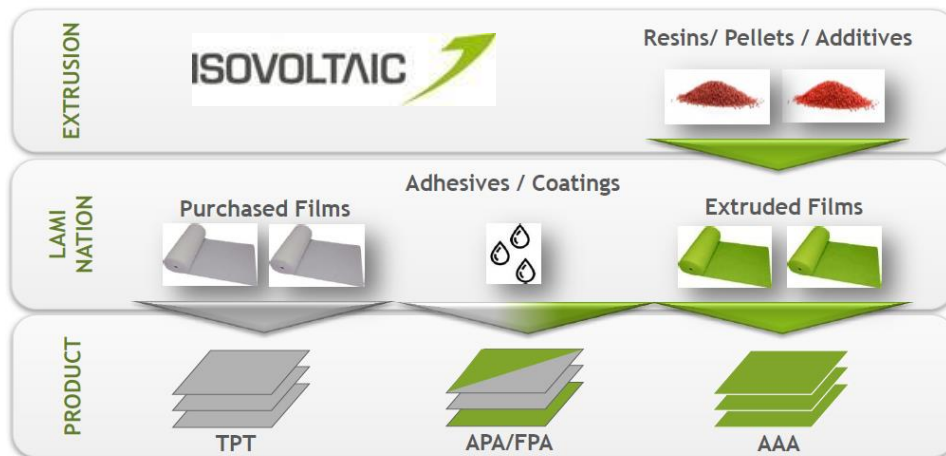 EXTRUSION
ISOVOLTAIC
Resins/ Pellets / Additives
LAMI
NATION
Adhesives / Coatings
Purchased Films
Extruded Films
PRODUCT
TPT
APA/FPA
AAA